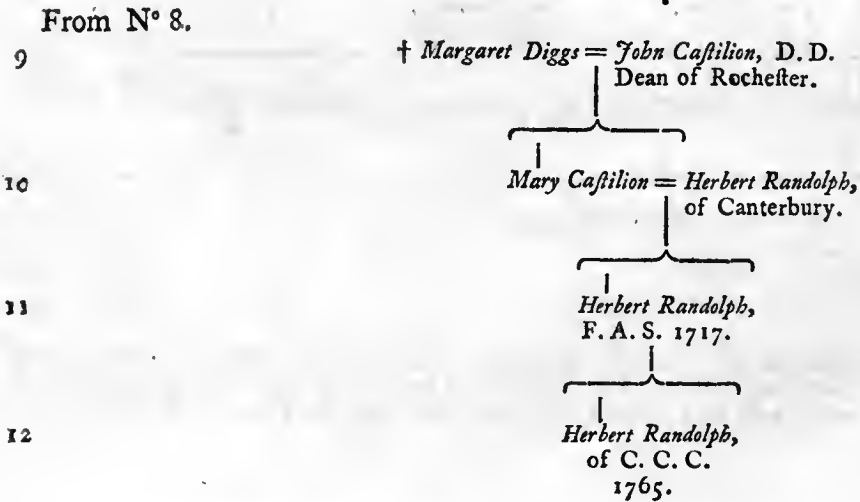 From Nº 8.
9 † Margaret Diggs = John Caſtilion, D. D.
Dean of Rocheſter.
10 Mary Caſtilion = Herbert Randolph,
of Canterbury.
11 Herbert Randolph,
F. A. S. 1717.
12 Herbert Randolph,
of C. C. C.
1765.